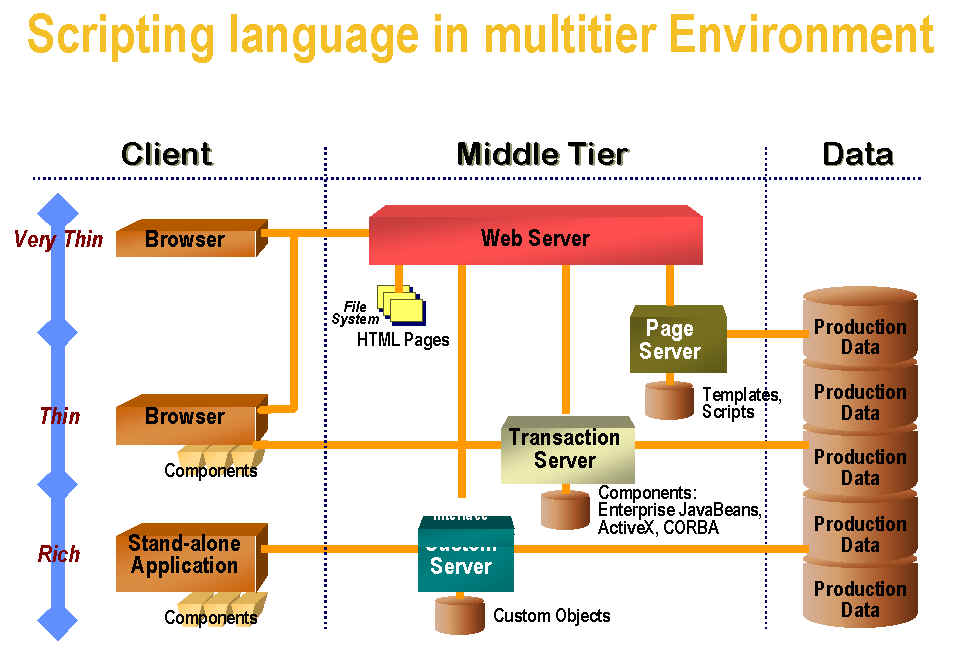 Scripting language in multitier Environment
Client
Middle Tier
Data
Very Thin
Browser
Web Server
File
System
HTML Pages
Page
Server
Production
Data
Templates,
Scripts
Production
Data
Thin
Browser
Components
Transaction
Server
Production
Data
Components:
Enterprise JavaBeans,
ActiveX, CORBA
Interface
Custom
Server
Production
Data
Rich
Stand-alone
Application
Components
Custom Objects
Production
Data